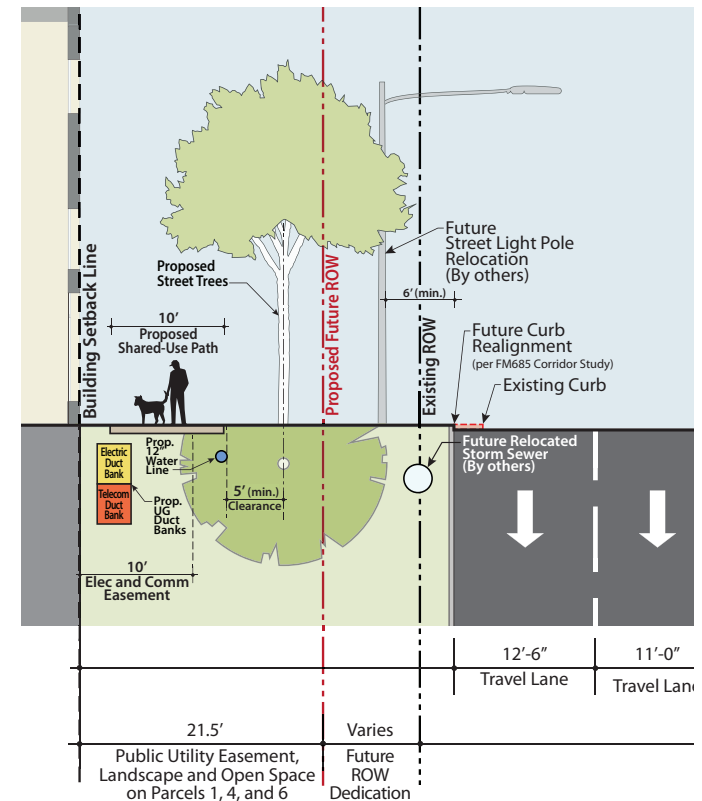 Building Setback Line
Proposed
Street Trees
10’
Proposed
Shared-Use Path
Proposed Future ROW
Existing ROW
Future
Street Light Pole
Relocation
(By others)
6’ (min.)
Future Curb
Realignment
(per FM685 Corridor Study)
Existing Curb
Electric
Duct
Bank
Telecom
Duct
Bank
Prop.
12”
Water
Line
Prop.
UG
Duct
Banks
5’ (min.)
Clearance
Future Relocated
Storm Sewer
(By others)
10’
Elec and Comm
Easement
12’-6”
Travel Lane
11’-0”
Travel Lan
21.5’
Public Utility Easement,
Landscape and Open Space
on Parcels 1, 4, and 6
Varies
Future
ROW
Dedication